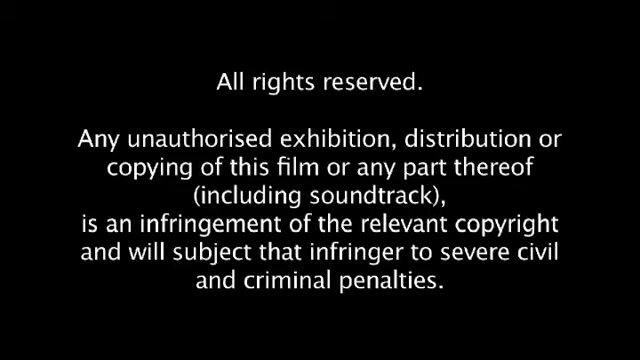 All rights reserved.
Any unauthorised exhibition, distribution or
copying of this film or any part thereof
(including soundtrack),
is an infringement of the relevant copyright
and will subject that infringer to severe civil
and criminal penalties.